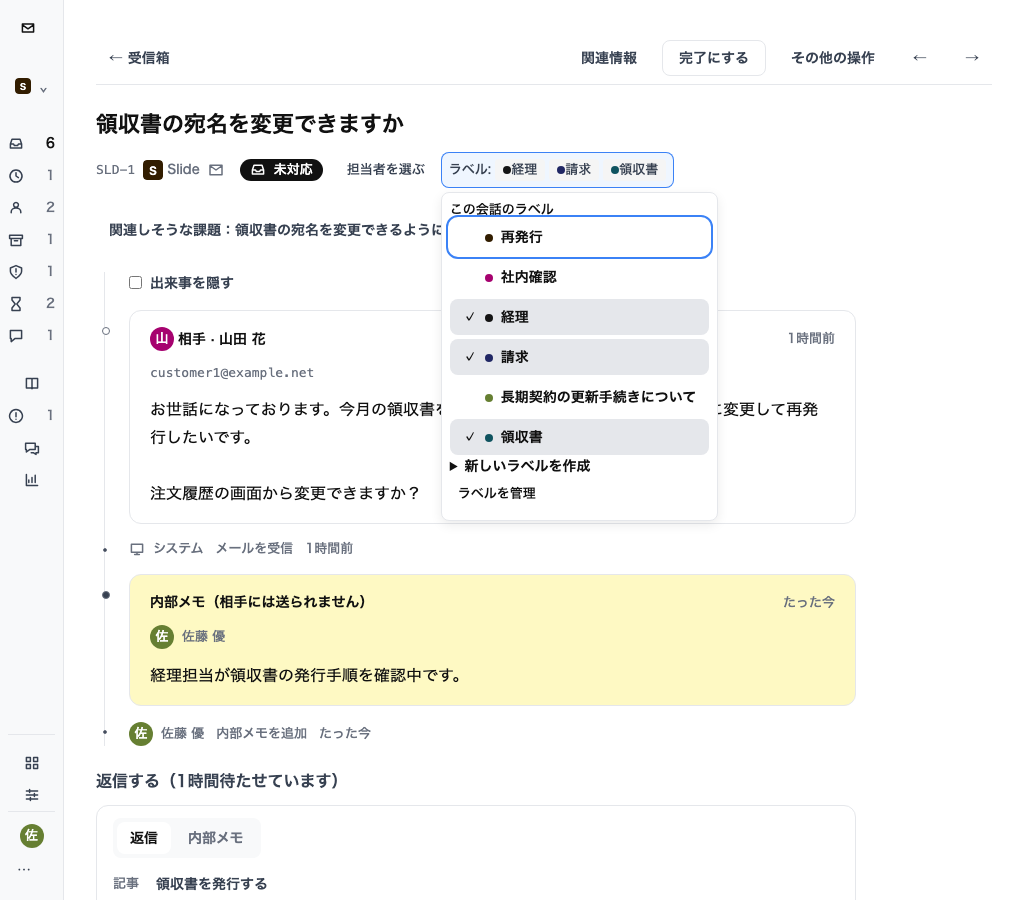 ← 受信箱
関連情報
完了にする
その他の操作
←
→
S
領収書の宛名を変更できますか
SLD-1 S Slide 未対応 担当者を選ぶ ラベル: 経理 請求 領収書
6
1
2
1
1
2
1
1
この会話のラベル
再発行
社内確認
✓ 経理
✓ 請求
長期契約の更新手続きについて
✓ 領収書
▶ 新しいラベルを作成
ラベルを管理
関連しそうな課題：領収書の宛名を変更できるように
出来事を隠す
山 相手 · 山田 花 1時間前
customer1@example.net
お世話になっております。今月の領収書を
に変更して再発
行したいです。
注文履歴の画面から変更できますか？
システム メールを受信 1時間前
内部メモ（相手には送られません） たった今
佐 佐藤 優
経理担当が領収書の発行手順を確認中です。
佐 佐藤 優 内部メモを追加 たった今
返信する（1時間待たせています）
返信 内部メモ
記事 領収書を発行する
佐
…